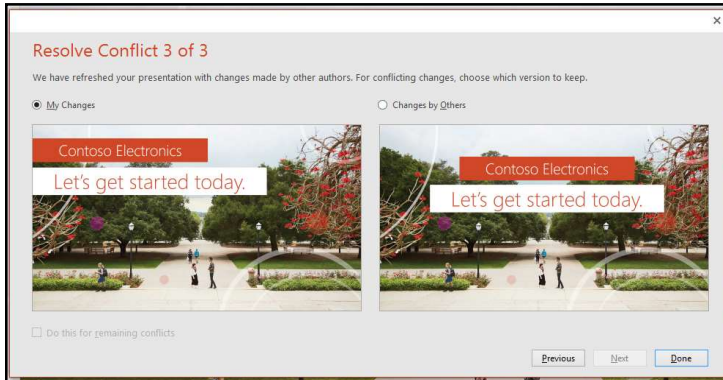 Resolve Conflict 3 of 3
We have refreshed your presentation with changes made by other authors. For conflicting changes, choose which version to keep.
My Changes
Changes by Others
Contoso Electronics
Let's get started today.
Contoso Electronics
Let's get started today.
Do this for remaining conflicts
Previous
Next
Done